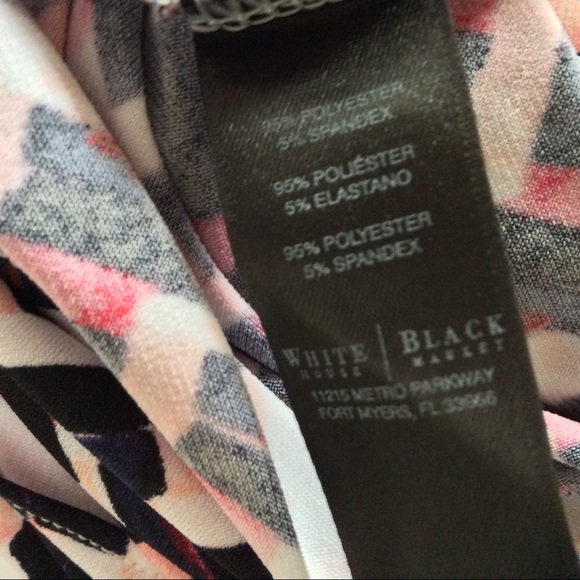 95% POLYESTER
5% SPANDEX
95% POLIÉSTER
5% ELASTANO
95% POLYESTER
5% SPANDEX
WHITE | BLACK
HOUSE | MARKET
11215 METRO PARKWAY
FORT MYERS, FL 33966